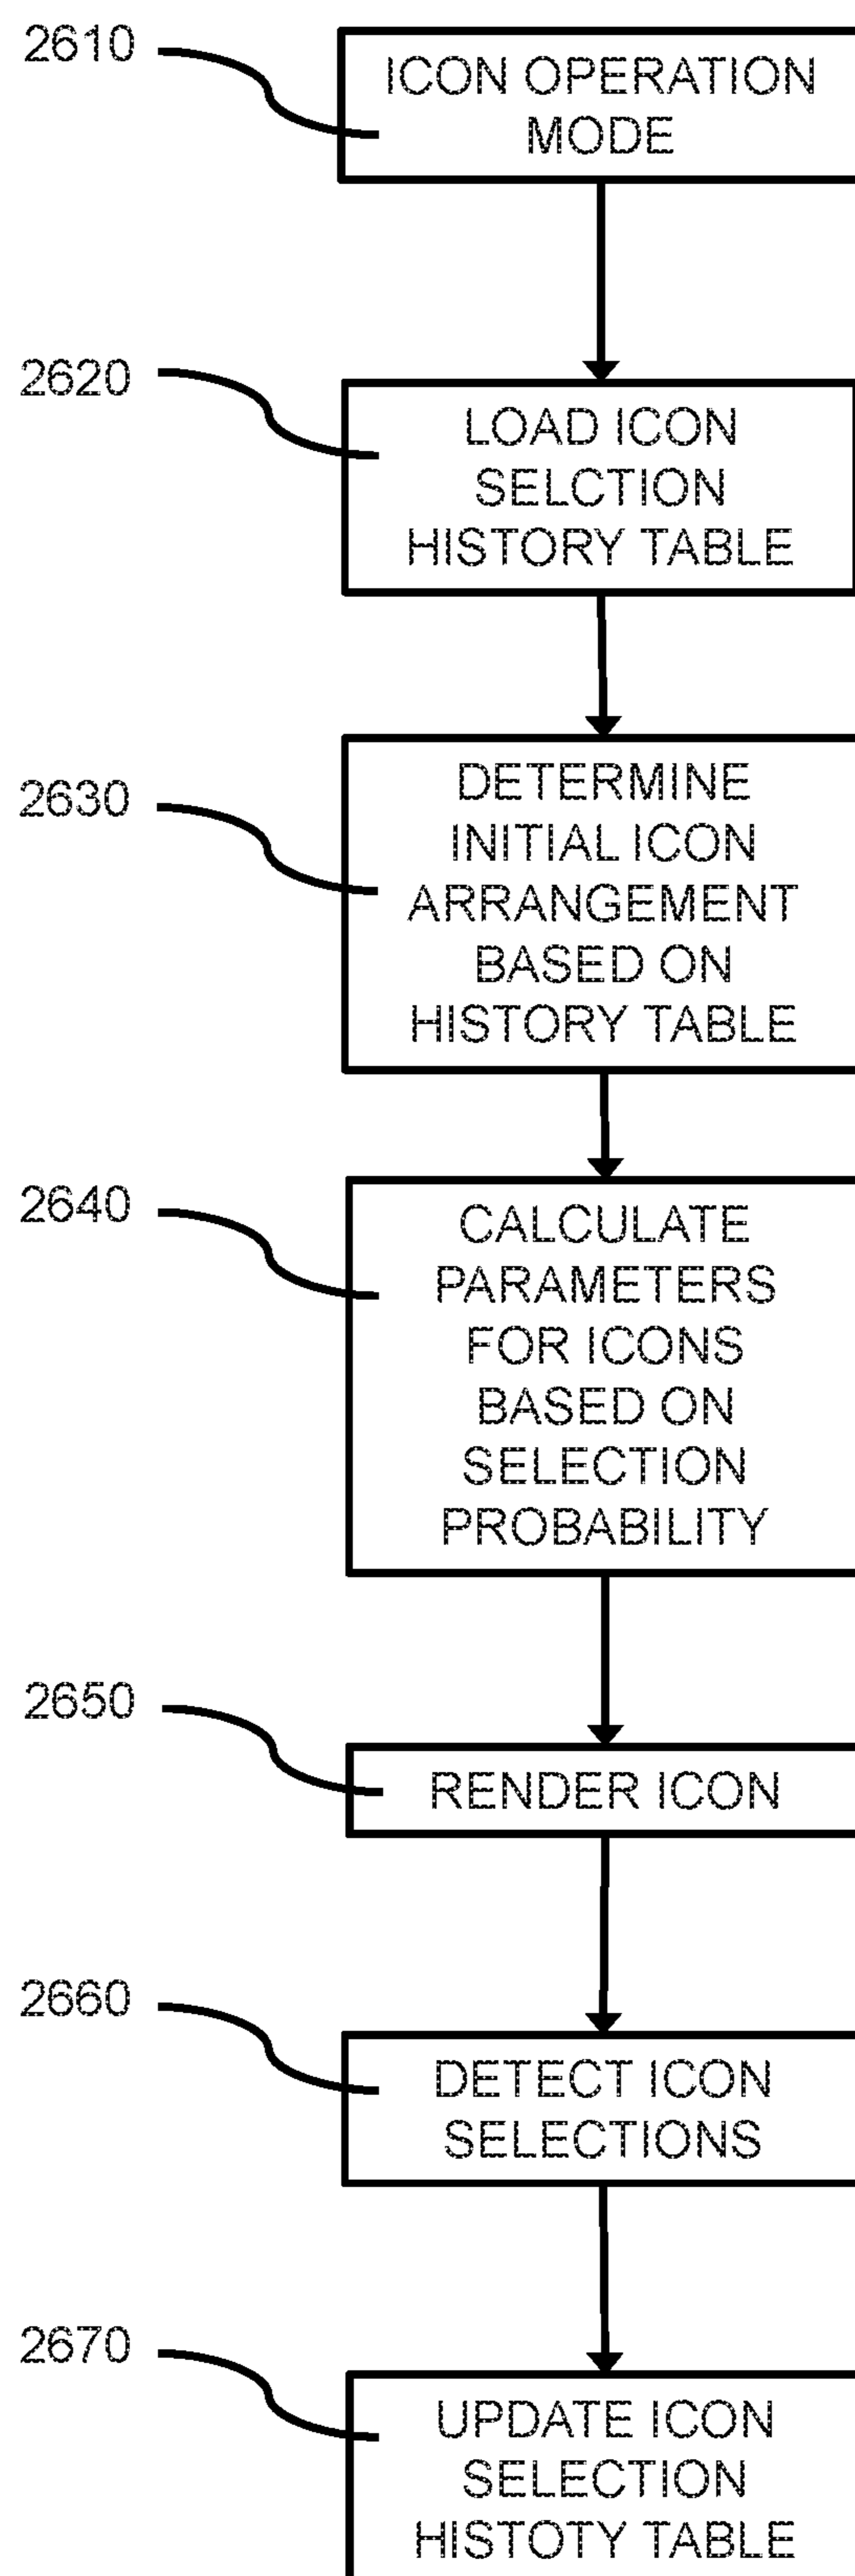 2610
ICON OPERATION
MODE
2620
LOAD ICON
SELCTION
HISTORY TABLE
2630
DETERMINE
INITIAL ICON
ARRANGEMENT
BASED ON
HISTORY TABLE
2640
CALCULATE
PARAMETERS
FOR ICONS
BASED ON
SELECTION
PROBABILITY
2650
RENDER ICON
2660
DETECT ICON
SELECTIONS
2670
UPDATE ICON
SELECTION
HISTOTY TABLE